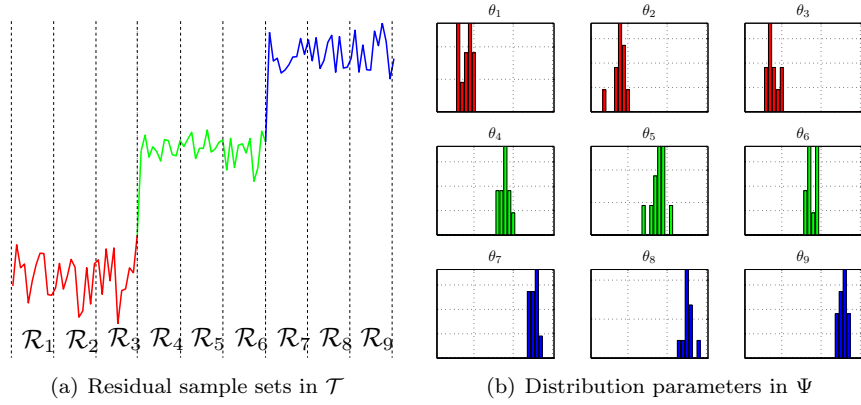 θ₁ θ₂ θ₃
θ₄ θ₅ θ₆
θ₇ θ₈ θ₉
ℛ₁ ℛ₂ ℛ₃ ℛ₄ ℛ₅ ℛ₆ ℛ₇ ℛ₈ ℛ₉
(a) Residual sample sets in 𝒯
(b) Distribution parameters in Ψ